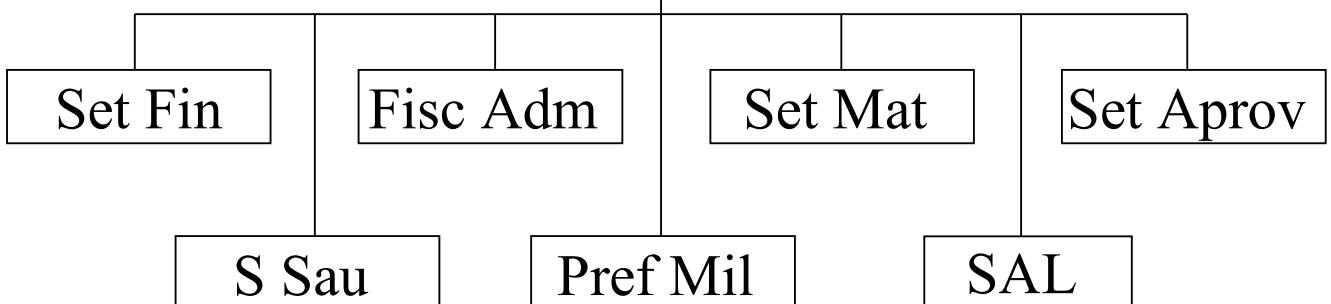 Set Fin
Fisc Adm
Set Mat
Set Aprov
S Sau
Pref Mil
SAL